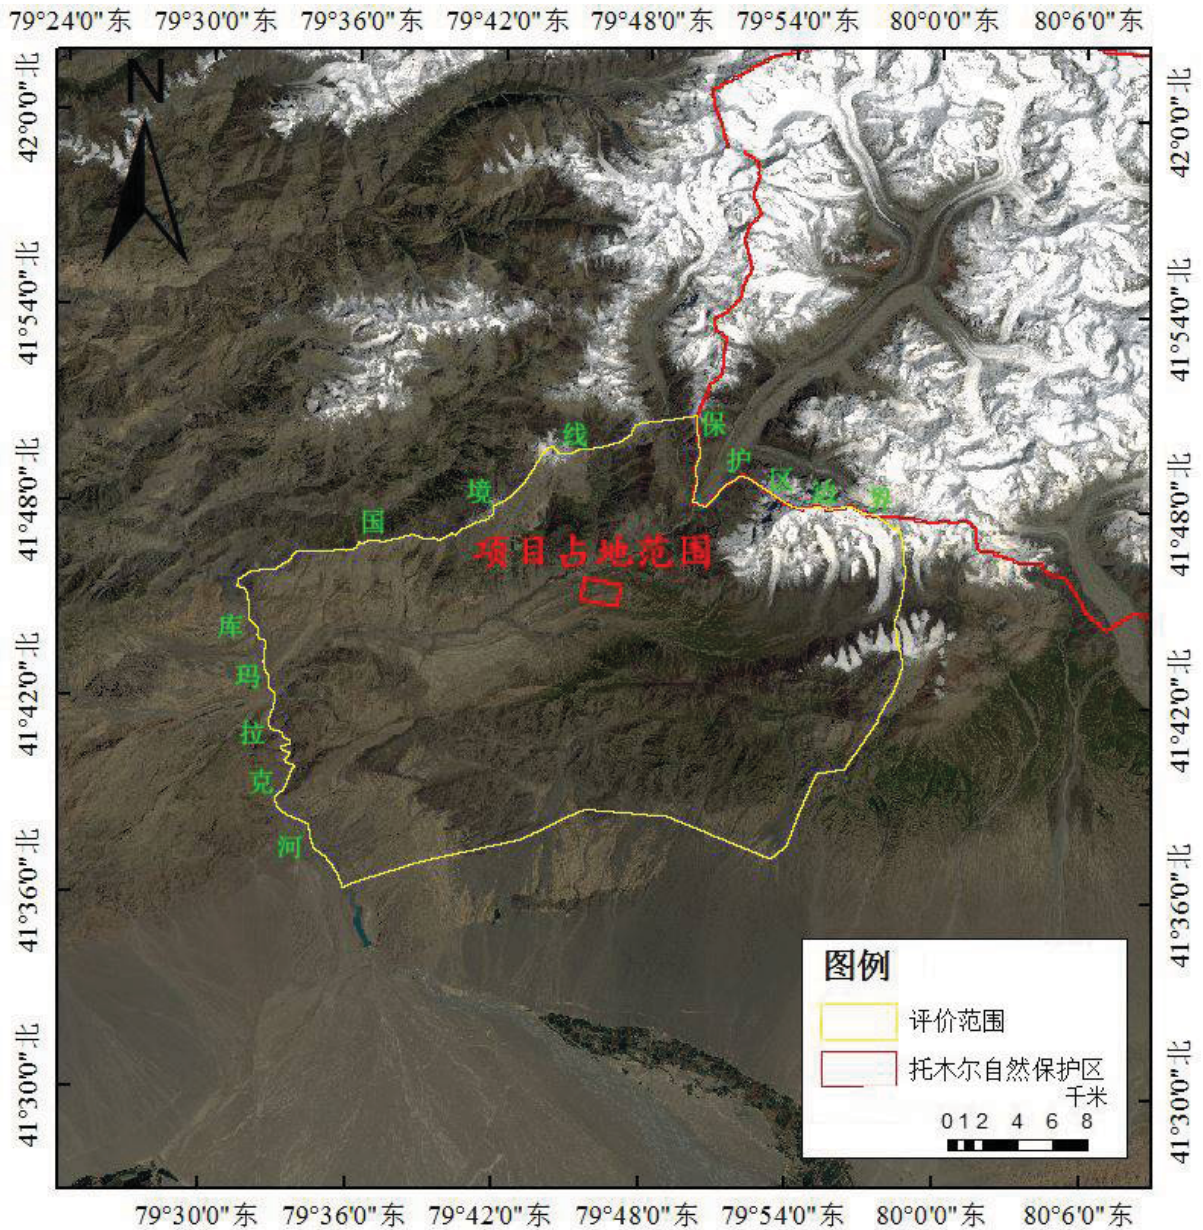 79°24'0"东 79°30'0"东 79°36'0"东 79°42'0"东 79°48'0"东 79°54'0"东 80°0'0"东 80°6'0"东
N
42°0'0"北
41°54'0"北
41°48'0"北
41°42'0"北
41°36'0"北
41°30'0"北
42°0'0"北
41°54'0"北
41°48'0"北
41°42'0"北
41°36'0"北
41°30'0"北
国境线
保护区边界
项目占地范围
库玛拉克河
图例
评价范围
托木尔自然保护区
千米
0 1 2 4 6 8
79°30'0"东 79°36'0"东 79°42'0"东 79°48'0"东 79°54'0"东 80°0'0"东 80°6'0"东